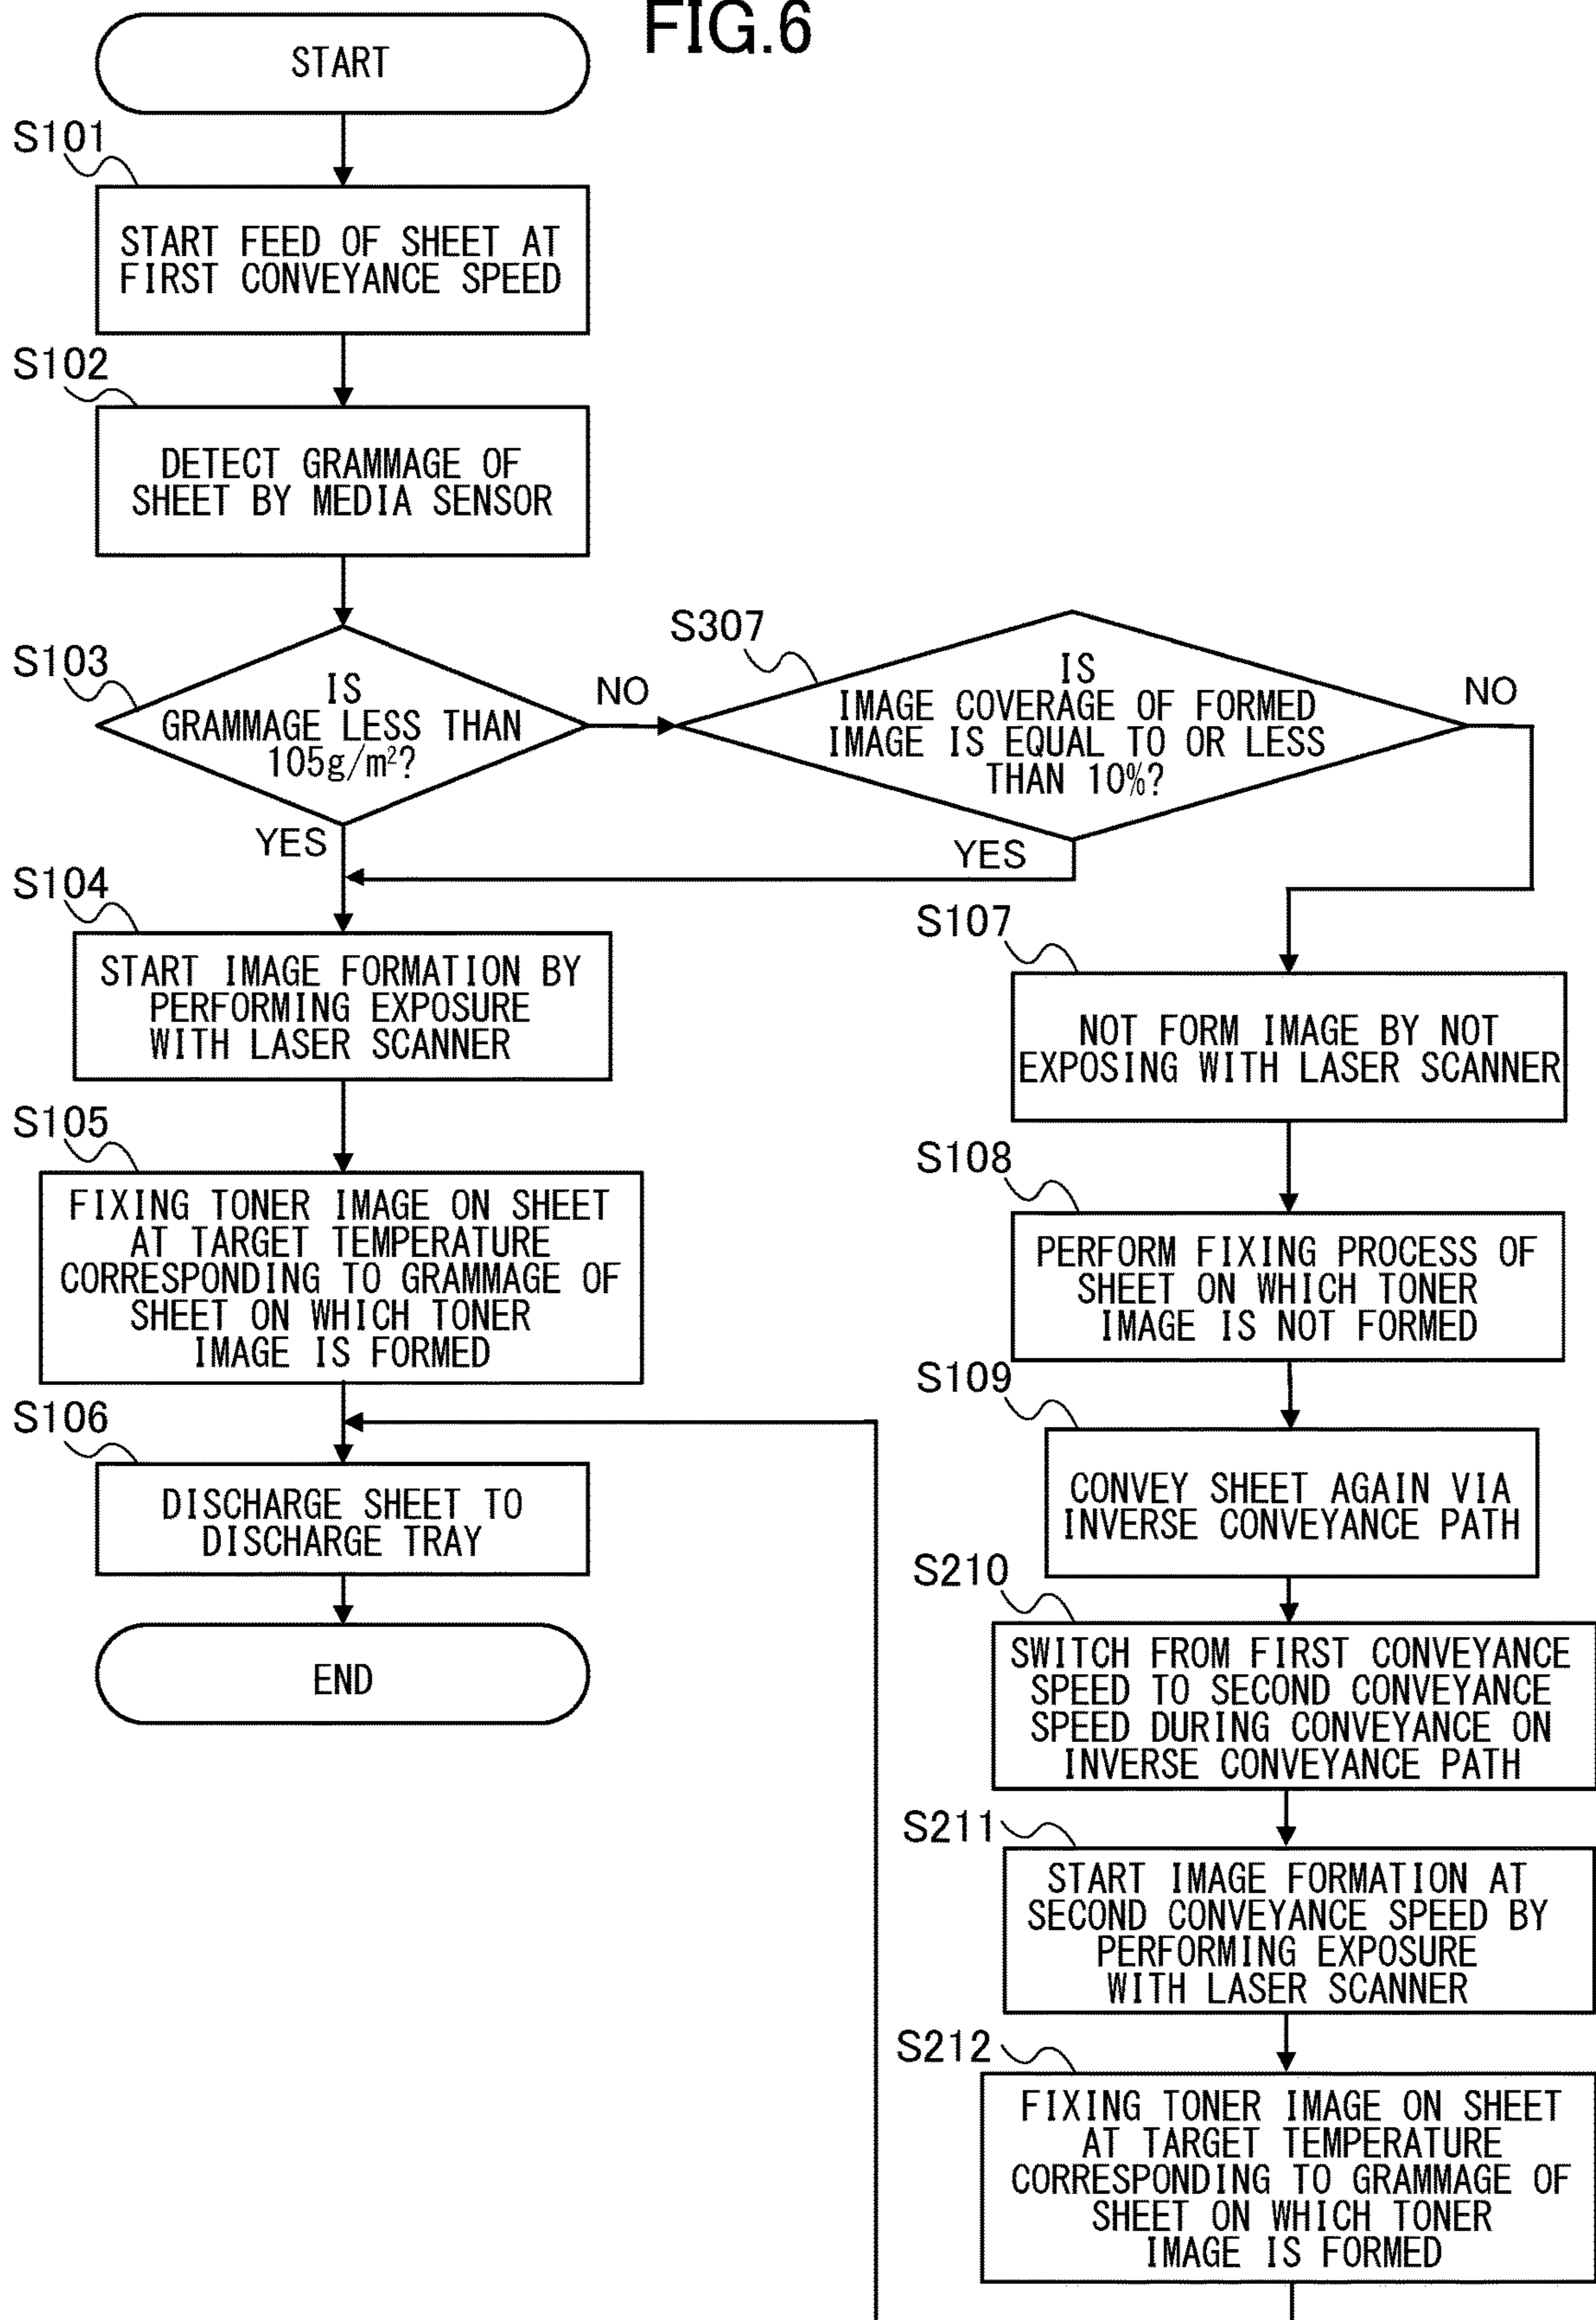 FIG.6
START
S101
START FEED OF SHEET AT
FIRST CONVEYANCE SPEED
S102
DETECT GRAMMAGE OF
SHEET BY MEDIA SENSOR
S103
IS
GRAMMAGE LESS THAN
105g/m²?
NO
YES
S307
IS
IMAGE COVERAGE OF FORMED
IMAGE IS EQUAL TO OR LESS
THAN 10%?
NO
YES
S104
START IMAGE FORMATION BY
PERFORMING EXPOSURE
WITH LASER SCANNER
S105
FIXING TONER IMAGE ON SHEET
AT TARGET TEMPERATURE
CORRESPONDING TO GRAMMAGE OF
SHEET ON WHICH TONER
IMAGE IS FORMED
S106
DISCHARGE SHEET TO
DISCHARGE TRAY
END
S107
NOT FORM IMAGE BY NOT
EXPOSING WITH LASER SCANNER
S108
PERFORM FIXING PROCESS OF
SHEET ON WHICH TONER
IMAGE IS NOT FORMED
S109
CONVEY SHEET AGAIN VIA
INVERSE CONVEYANCE PATH
S210
SWITCH FROM FIRST CONVEYANCE
SPEED TO SECOND CONVEYANCE
SPEED DURING CONVEYANCE ON
INVERSE CONVEYANCE PATH
S211
START IMAGE FORMATION AT
SECOND CONVEYANCE SPEED BY
PERFORMING EXPOSURE
WITH LASER SCANNER
S212
FIXING TONER IMAGE ON SHEET
AT TARGET TEMPERATURE
CORRESPONDING TO GRAMMAGE OF
SHEET ON WHICH TONER
IMAGE IS FORMED